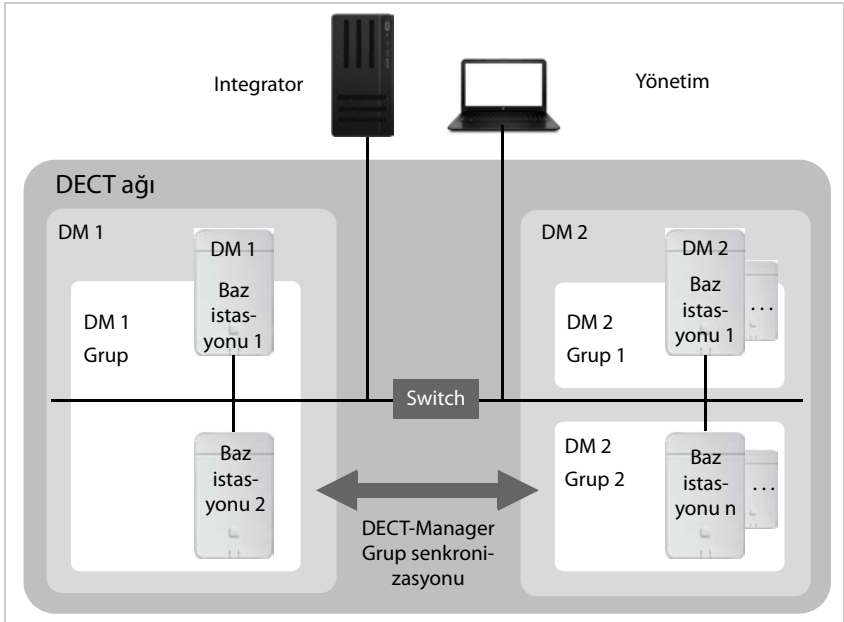 Integrator
Yönetim
DECT ağı
DM 1
DM 1
Baz
istas-
yonu 1
DM 1
Grup
DM 2
DM 2
Baz
istas-
yonu 1
...
DM 2
Grup 1
Switch
Baz
istas-
yonu 2
DM 2
Grup 2
Baz
istas-
yonu n
...
DECT-Manager
Grup senkroni-
zasyonu